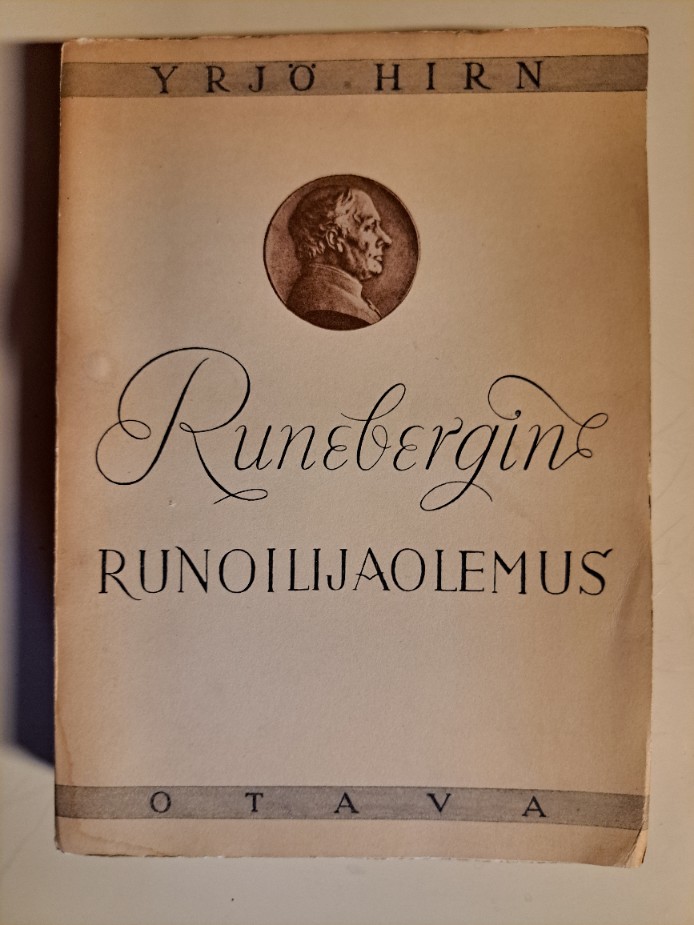 YRJÖ HIRN
Runebergin
RUNOILIJAOLEMUS
OTAVA